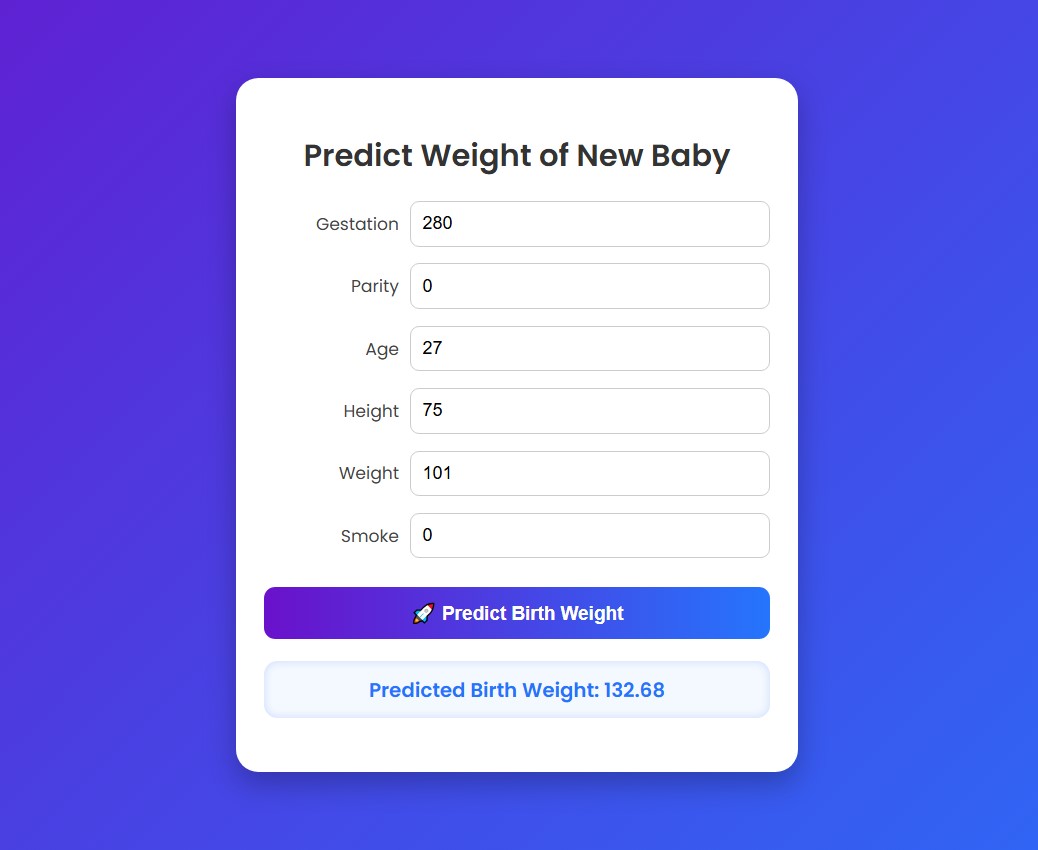 Predict Weight of New Baby
Gestation 280
Parity 0
Age 27
Height 75
Weight 101
Smoke 0
🚀 Predict Birth Weight
Predicted Birth Weight: 132.68